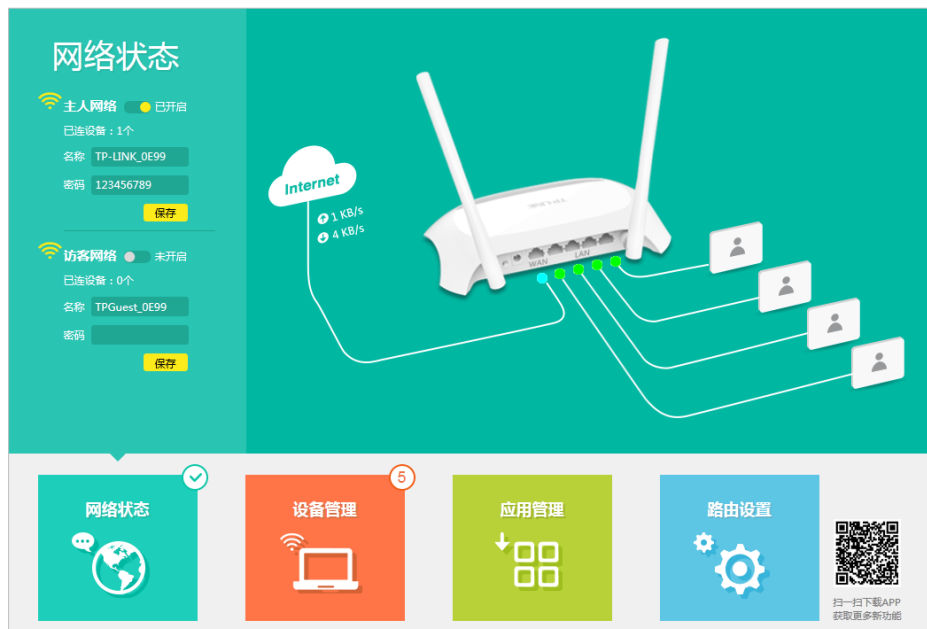 网络状态
主人网络 已开启
已连设备：1个
名称 TP-LINK_0E99
密码 123456789
保存
访客网络 未开启
已连设备：0个
名称 TPGuest_0E99
密码
保存
Internet
1 KB/s
4 KB/s
TP-LINK
WAN LAN
网络状态
设备管理 5
应用管理
路由设置
扫一扫下载APP
获取更多新功能